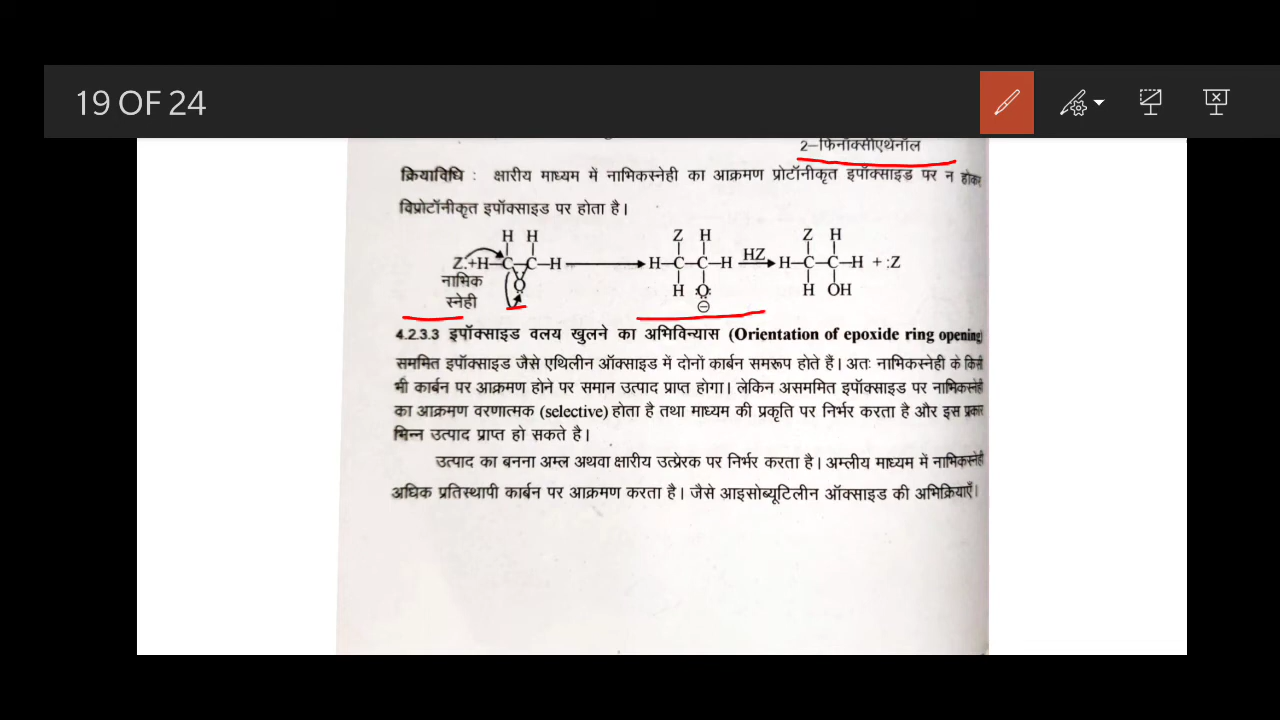 19 OF 24
2–फिनॉक्सीएथेनॉल
क्रियाविधि : क्षारीय माध्यम में नाभिकस्नेही का आक्रमण प्रोटॉनीकृत इपॉक्साइड पर न होकर
विप्रोटॉनीकृत इपॉक्साइड पर होता है।
H H Z H Z H
Z:+H–C–C–H H–C–C–H HZ H–C–C–H + :Z
नाभिक O H :O: H OH
स्नेही ⊖
4.2.3.3 इपॉक्साइड वलय खुलने का अभिविन्यास (Orientation of epoxide ring opening)
सममित इपॉक्साइड जैसे एथिलीन ऑक्साइड में दोनों कार्बन समरूप होते हैं। अतः नाभिकस्नेही के किसी
भी कार्बन पर आक्रमण होने पर समान उत्पाद प्राप्त होगा। लेकिन असममित इपॉक्साइड पर नाभिकस्नेही
का आक्रमण वरणात्मक (selective) होता है तथा माध्यम की प्रकृति पर निर्भर करता है और इस प्रकार
भिन्न उत्पाद प्राप्त हो सकते है।
उत्पाद का बनना अम्ल अथवा क्षारीय उत्प्रेरक पर निर्भर करता है। अम्लीय माध्यम में नाभिकस्नेही
अधिक प्रतिस्थापी कार्बन पर आक्रमण करता है। जैसे आइसोब्यूटिलीन ऑक्साइड की अभिक्रियाएँ।